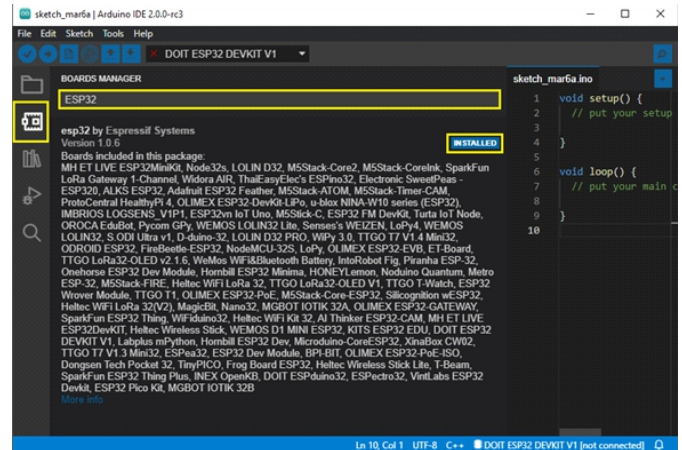 sketch_mar6a | Arduino IDE 2.0.0-rc3
File Edit Sketch Tools Help
DOIT ESP32 DEVKIT V1
BOARDS MANAGER
ESP32
esp32 by Espressif Systems
Version 1.0.6
INSTALLED
Boards included in this package:
MH ET LIVE ESP32MiniKit, Node32s, LOLIN D32, M5Stack-Core2, M5Stack-CoreInk, SparkFun
LoRa Gateway 1-Channel, Widora AIR, ThaiEasyElec's ESPino32, Electronic SweetPeas -
ESP320, ALKS ESP32, Adafruit ESP32 Feather, M5Stack-ATOM, M5Stack-Timer-CAM,
ProtoCentral HealthyPi 4, OLIMEX ESP32-DevKit-LiPo, u-blox NINA-W10 series (ESP32),
IMBRIOS LOGSENS_V1P1, ESP32vn IoT Uno, M5Stick-C, ESP32 FM DevKit, Turta IoT Node,
OROCA EduBot, Pycom GPy, WEMOS LOLIN32 Lite, Senses's WEIZEN, LoPy4, WEMOS
LOLIN32, S.ODI Ultra v1, D-duino-32, LOLIN D32 PRO, WiPy 3.0, TTGO T7 V1.4 Mini32,
ODROID ESP32, FireBeetle-ESP32, NodeMCU-32S, LoPy, OLIMEX ESP32-EVB, ET-Board,
TTGO LoRa32-OLED v2.1.6, WeMos WiFi&Bluetooth Battery, IntoRobot Fig, Piranha ESP-32,
Onehorse ESP32 Dev Module, Hornbill ESP32 Minima, HONEYLemon, Noduino Quantum, Metro
ESP-32, M5Stack-FIRE, Heltec WiFi LoRa 32, TTGO LoRa32-OLED V1, TTGO T-Watch, ESP32
Wrover Module, TTGO T1, OLIMEX ESP32-PoE, M5Stack-Core-ESP32, Silicognition wESP32,
Heltec WiFi LoRa 32(V2), MagicBit, Nano32, MGBOT IOTIK 32A, OLIMEX ESP32-GATEWAY,
SparkFun ESP32 Thing, WiFiduino32, Heltec WiFi Kit 32, AI Thinker ESP32-CAM, MH ET LIVE
ESP32DevKIT, Heltec Wireless Stick, WEMOS D1 MINI ESP32, KITS ESP32 EDU, DOIT ESP32
DEVKIT V1, Labplus mPython, Hornbill ESP32 Dev, Microduino-CoreESP32, XinaBox CW02,
TTGO T7 V1.3 Mini32, ESPea32, ESP32 Dev Module, BPI-BIT, OLIMEX ESP32-PoE-ISO,
Dongsen Tech Pocket 32, TinyPICO, Frog Board ESP32, Heltec Wireless Stick Lite, T-Beam,
SparkFun ESP32 Thing Plus, INEX OpenKB, DOIT ESPduino32, ESPectro32, VintLabs ESP32
Devkit, ESP32 Pico Kit, MGBOT IOTIK 32B
More info
sketch_mar6a.ino
1 void setup() {
2 // put your setup
3
4 }
5
6 void loop() {
7 // put your main c
8
9 }
10
Ln 10, Col 1 UTF-8 C++ DOIT ESP32 DEVKIT V1 [not connected]